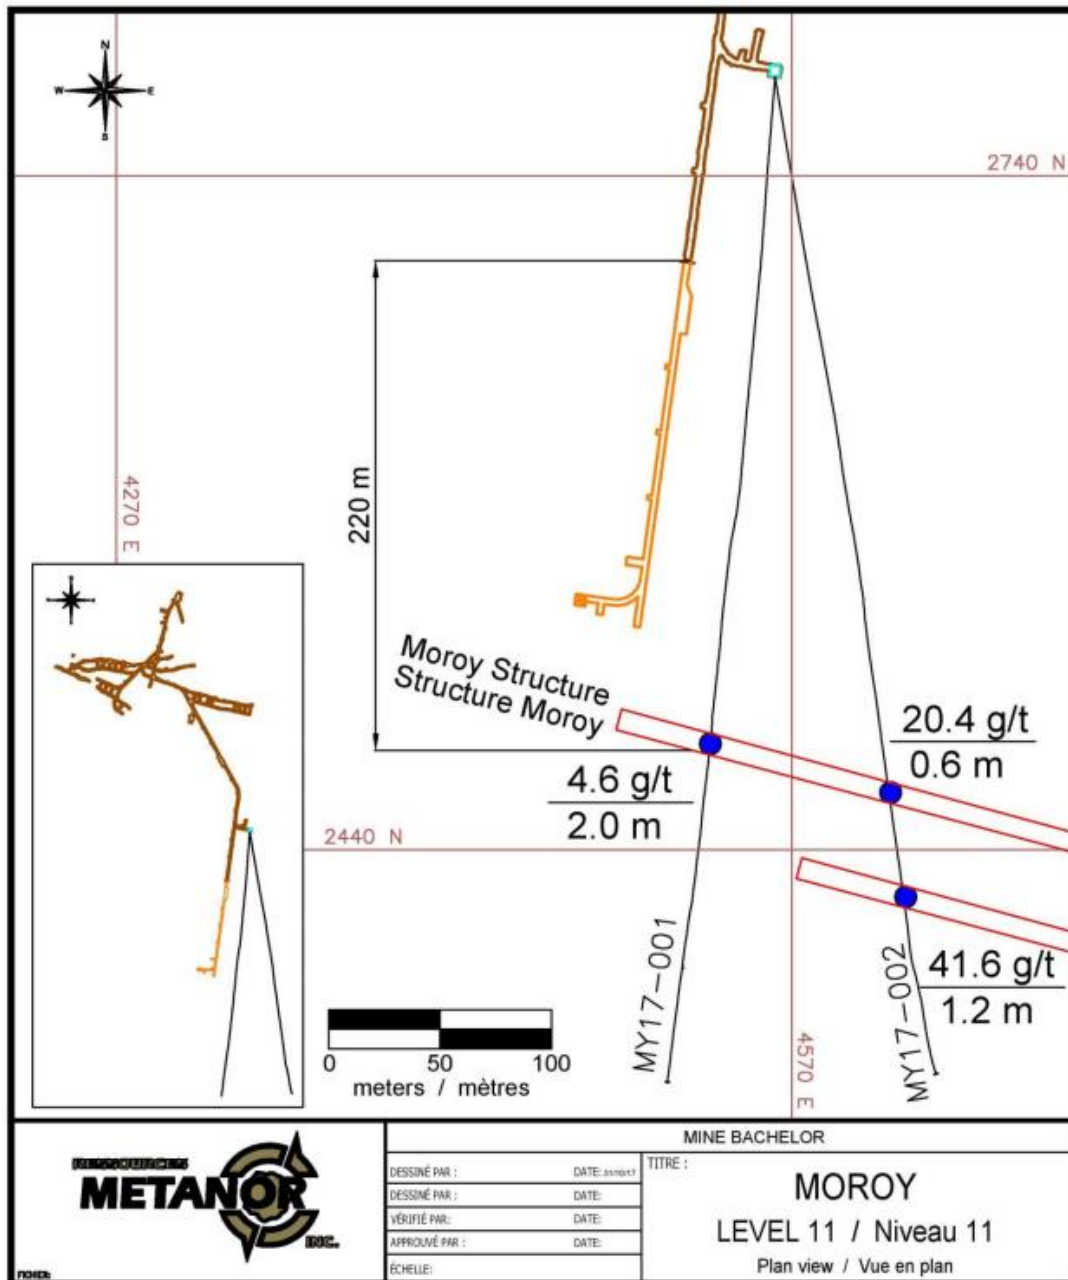 N
W E
S
2740 N
4270 E
220 m
Moroy Structure
Structure Moroy
20.4 g/t
0.6 m
4.6 g/t
2.0 m
2440 N
MY17-001
MY17-002
41.6 g/t
1.2 m
4570 E
0 50 100
meters / mètres
MINE BACHELOR
RESSOURCES
METANOR
INC.
DESSINÉ PAR : DATE:
DESSINÉ PAR : DATE:
VÉRIFIÉ PAR: DATE:
APPROUVÉ PAR : DATE:
ÉCHELLE:
TITRE :
MOROY
LEVEL 11 / Niveau 11
Plan view / Vue en plan